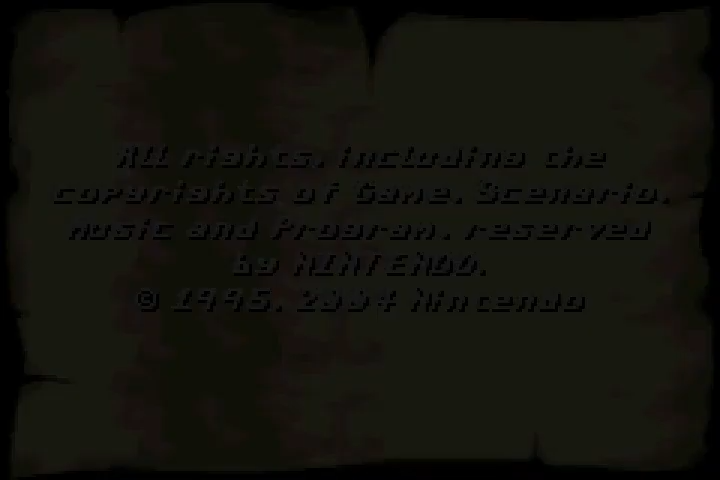 All rights, including the
copyrights of Game, Scenario,
Music and Program, reserved
by NINTENDO.
© 1995, 2004 Nintendo